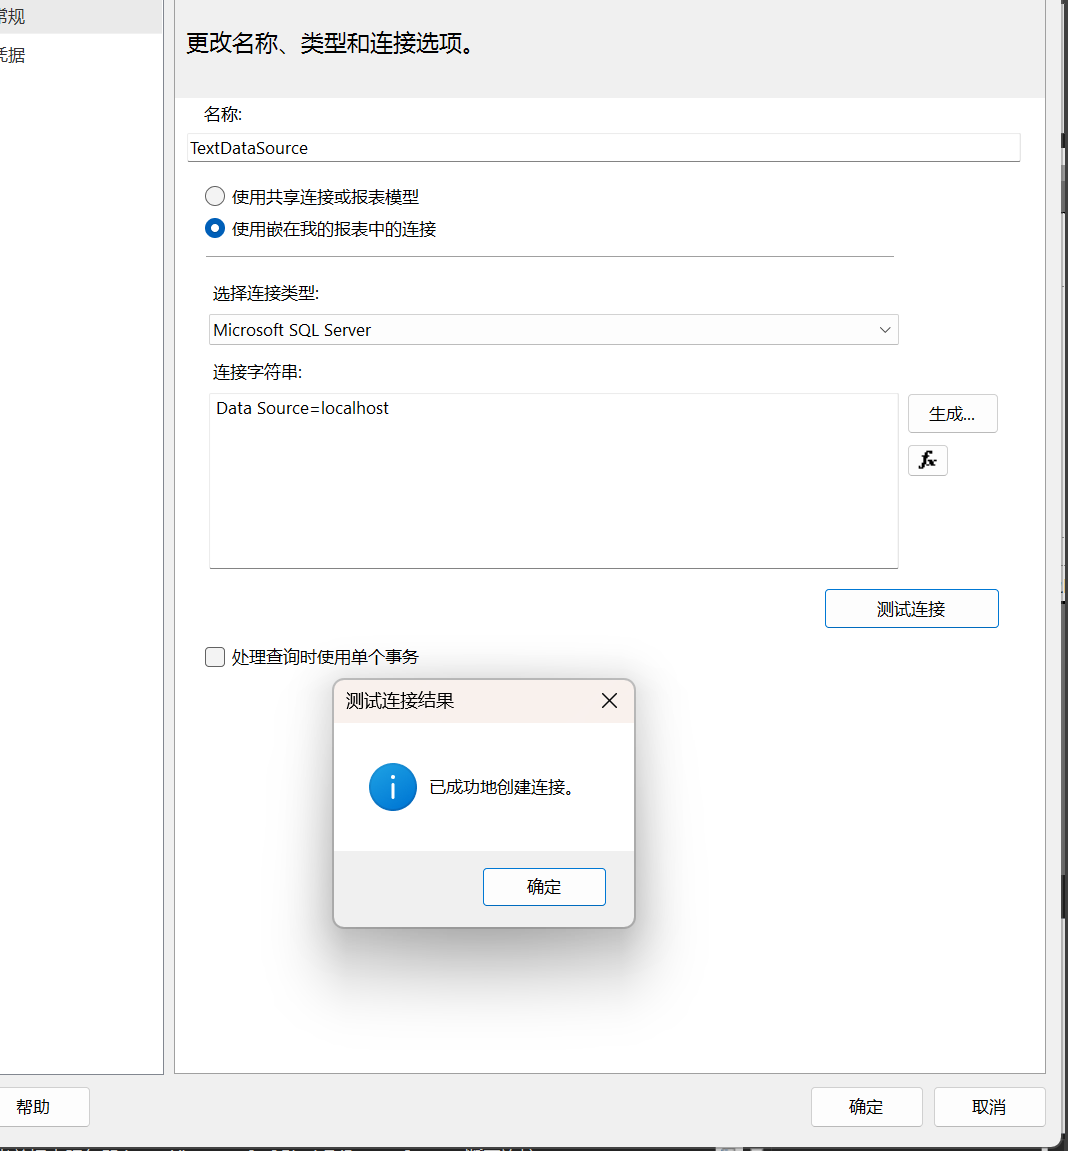 常规
凭据
更改名称、类型和连接选项。
名称:
TextDataSource
使用共享连接或报表模型
使用嵌在我的报表中的连接
选择连接类型:
Microsoft SQL Server
连接字符串:
Data Source=localhost
生成...
fx
测试连接
处理查询时使用单个事务
测试连接结果
已成功地创建连接。
确定
帮助
确定
取消